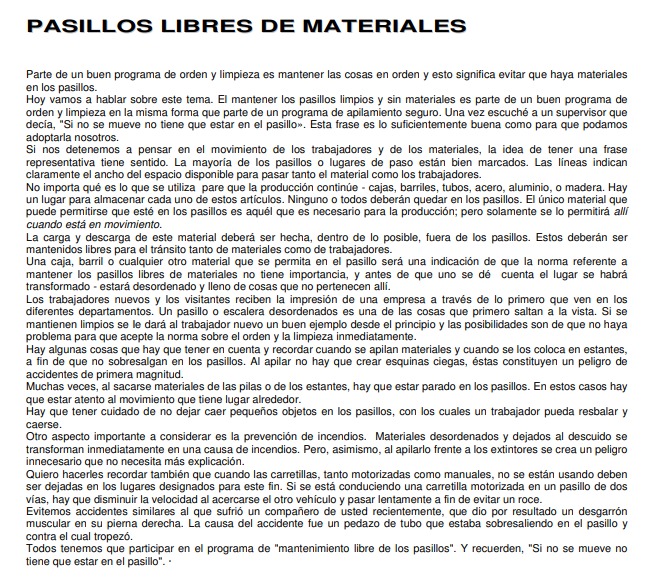 PASILLOS LIBRES DE MATERIALES
Parte de un buen programa de orden y limpieza es mantener las cosas en orden y esto significa evitar que haya materiales
en los pasillos.
Hoy vamos a hablar sobre este tema. El mantener los pasillos limpios y sin materiales es parte de un buen programa de
orden y limpieza en la misma forma que parte de un programa de apilamiento seguro. Una vez escuché a un supervisor que
decía, "Si no se mueve no tiene que estar en el pasillo». Esta frase es lo suficientemente buena como para que podamos
adoptarla nosotros.
Si nos detenemos a pensar en el movimiento de los trabajadores y de los materiales, la idea de tener una frase
representativa tiene sentido. La mayoría de los pasillos o lugares de paso están bien marcados. Las líneas indican
claramente el ancho del espacio disponible para pasar tanto el material como los trabajadores.
No importa qué es lo que se utiliza pare que la producción continúe - cajas, barriles, tubos, acero, aluminio, o madera. Hay
un lugar para almacenar cada uno de estos artículos. Ninguno o todos deberán quedar en los pasillos. El único material que
puede permitirse que esté en los pasillos es aquél que es necesario para la producción; pero solamente se lo permitirá allí
cuando está en movimiento.
La carga y descarga de este material deberá ser hecha, dentro de lo posible, fuera de los pasillos. Estos deberán ser
mantenidos libres para el tránsito tanto de materiales como de trabajadores.
Una caja, barril o cualquier otro material que se permita en el pasillo será una indicación de que la norma referente a
mantener los pasillos libres de materiales no tiene importancia, y antes de que uno se dé cuenta el lugar se habrá
transformado - estará desordenado y lleno de cosas que no pertenecen allí.
Los trabajadores nuevos y los visitantes reciben la impresión de una empresa a través de lo primero que ven en los
diferentes departamentos. Un pasillo o escalera desordenados es una de las cosas que primero saltan a la vista. Si se
mantienen limpios se le dará al trabajador nuevo un buen ejemplo desde el principio y las posibilidades son de que no haya
problema para que acepte la norma sobre el orden y la limpieza inmediatamente.
Hay algunas cosas que hay que tener en cuenta y recordar cuando se apilan materiales y cuando se los coloca en estantes,
a fin de que no sobresalgan en los pasillos. Al apilar no hay que crear esquinas ciegas, éstas constituyen un peligro de
accidentes de primera magnitud.
Muchas veces, al sacarse materiales de las pilas o de los estantes, hay que estar parado en los pasillos. En estos casos hay
que estar atento al movimiento que tiene lugar alrededor.
Hay que tener cuidado de no dejar caer pequeños objetos en los pasillos, con los cuales un trabajador pueda resbalar y
caerse.
Otro aspecto importante a considerar es la prevención de incendios. Materiales desordenados y dejados al descuido se
transforman inmediatamente en una causa de incendios. Pero, asimismo, al apilarlo frente a los extintores se crea un peligro
innecesario que no necesita más explicación.
Quiero hacerles recordar también que cuando las carretillas, tanto motorizadas como manuales, no se están usando deben
ser dejadas en los lugares designados para este fin. Si se está conduciendo una carretilla motorizada en un pasillo de dos
vías, hay que disminuir la velocidad al acercarse el otro vehículo y pasar lentamente a fin de evitar un roce.
Evitemos accidentes similares al que sufrió un compañero de usted recientemente, que dio por resultado un desgarrón
muscular en su pierna derecha. La causa del accidente fue un pedazo de tubo que estaba sobresaliendo en el pasillo y
contra el cual tropezó.
Todos tenemos que participar en el programa de "mantenimiento libre de los pasillos". Y recuerden, "Si no se mueve no
tiene que estar en el pasillo". ·